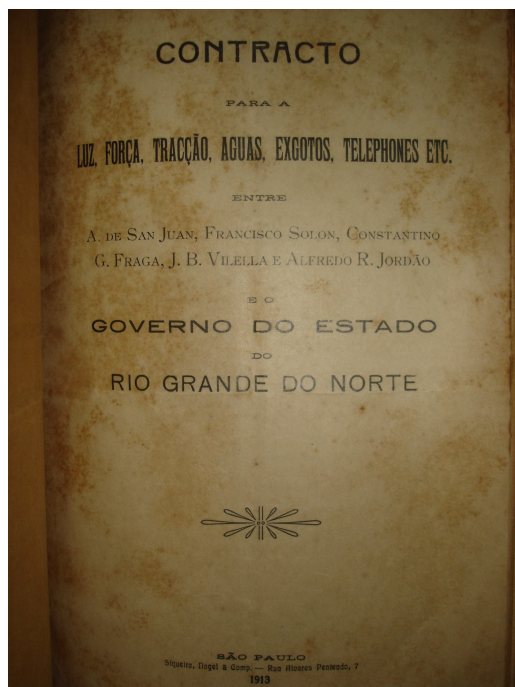 CONTRACTO
PARA A
LUZ, FORÇA, TRACÇÃO, AGUAS, EXGOTOS, TELEPHONES ETC.
ENTRE
A. DE SAN JUAN, FRANCISCO SOLON, CONSTANTINO
G. FRAGA, J. B. VILELLA E ALFREDO R. JORDÃO
E O
GOVERNO DO ESTADO
DO
RIO GRANDE DO NORTE
SÃO PAULO
Siqueira, Nagel & Comp. — Rua Alvares Penteado, 7
1913